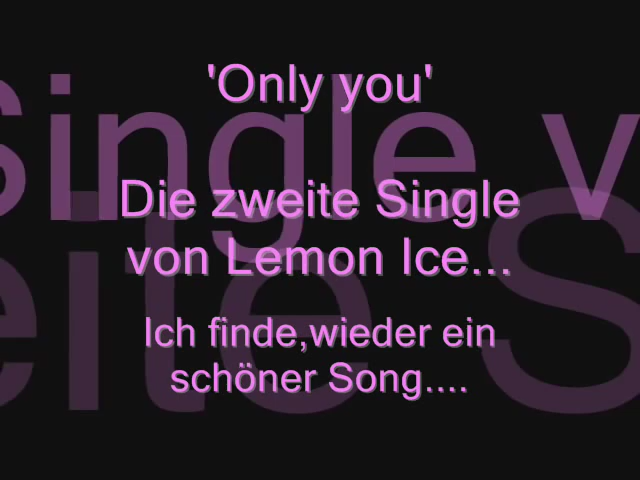 'Only you'
Die zweite Single
von Lemon Ice...
Ich finde,wieder ein
schöner Song....